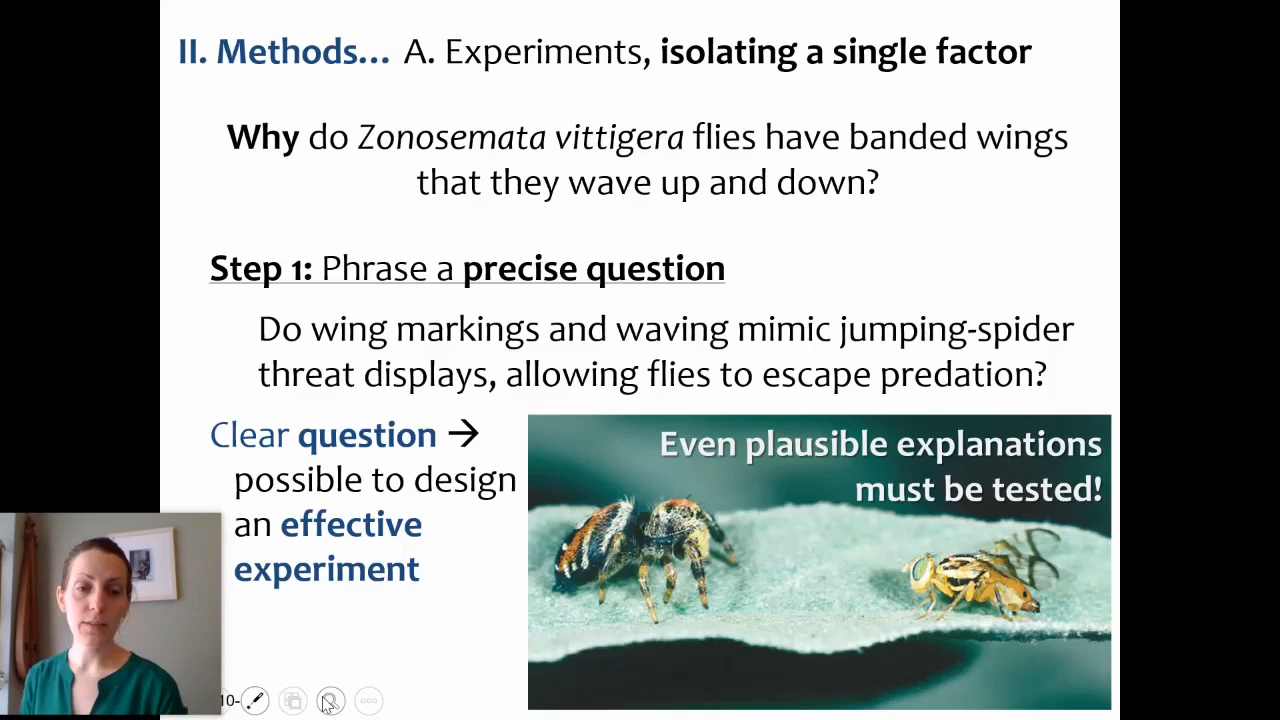 II. Methods… A. Experiments, isolating a single factor
Why do Zonosemata vittigera flies have banded wings
that they wave up and down?
Step 1: Phrase a precise question
Do wing markings and waving mimic jumping-spider
threat displays, allowing flies to escape predation?
Clear question →
possible to design
an effective
experiment
Even plausible explanations
must be tested!
10-